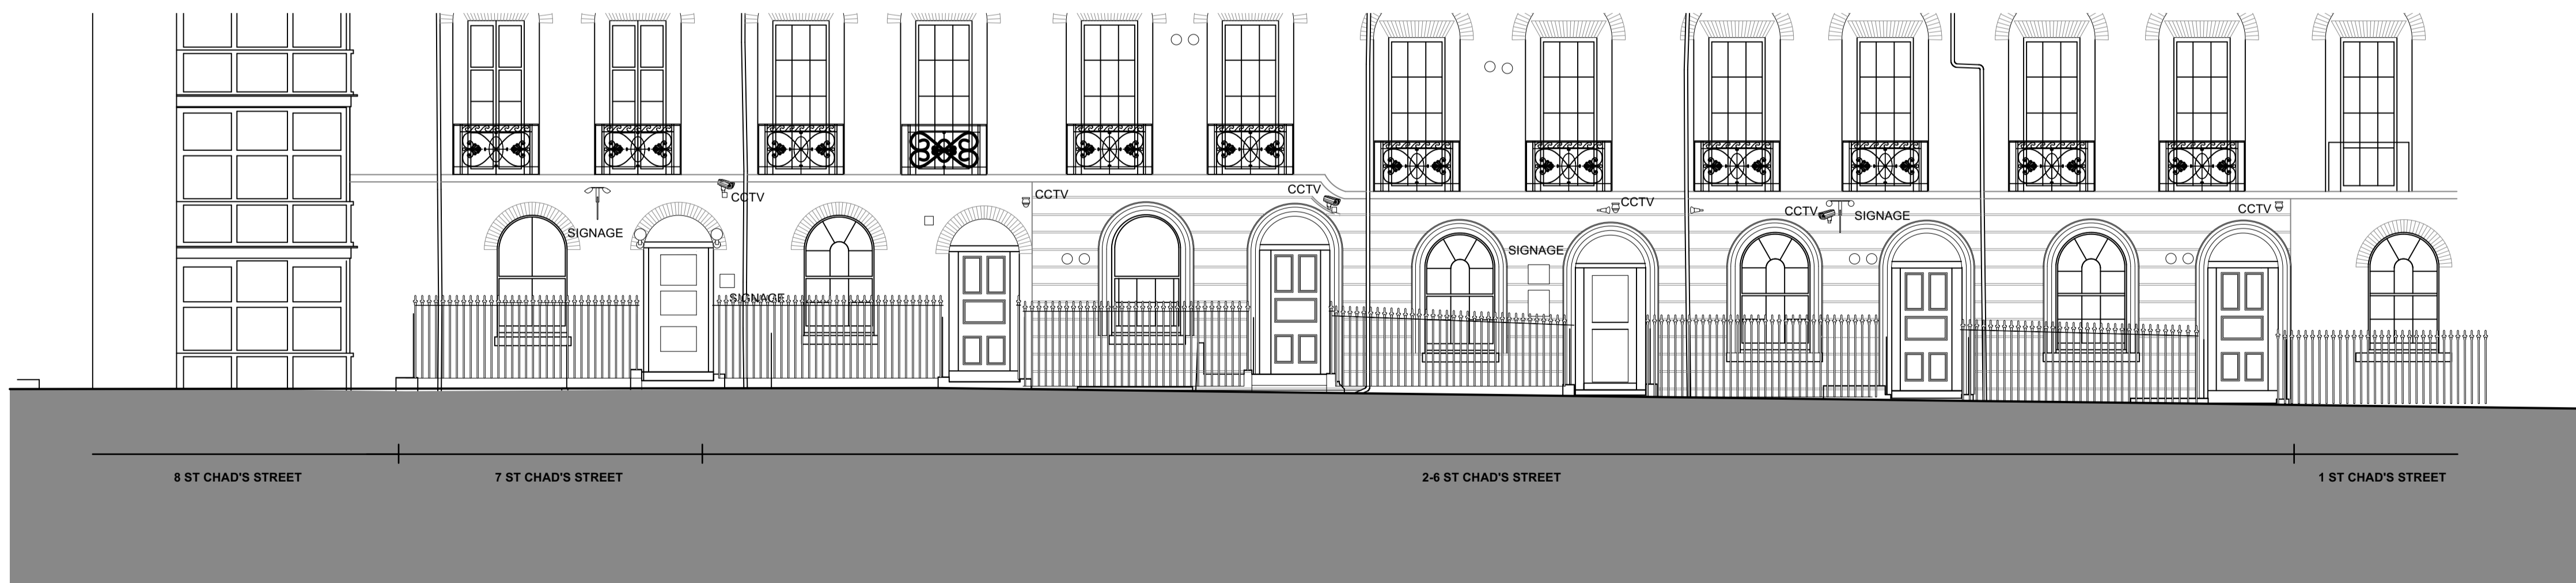 CCTV
CCTV
CCTV
CCTV
CCTV
CCTV
SIGNAGE
SIGNAGE
SIGNAGE
SIGNAGE
8 ST CHAD'S STREET
7 ST CHAD'S STREET
2-6 ST CHAD'S STREET
1 ST CHAD'S STREET